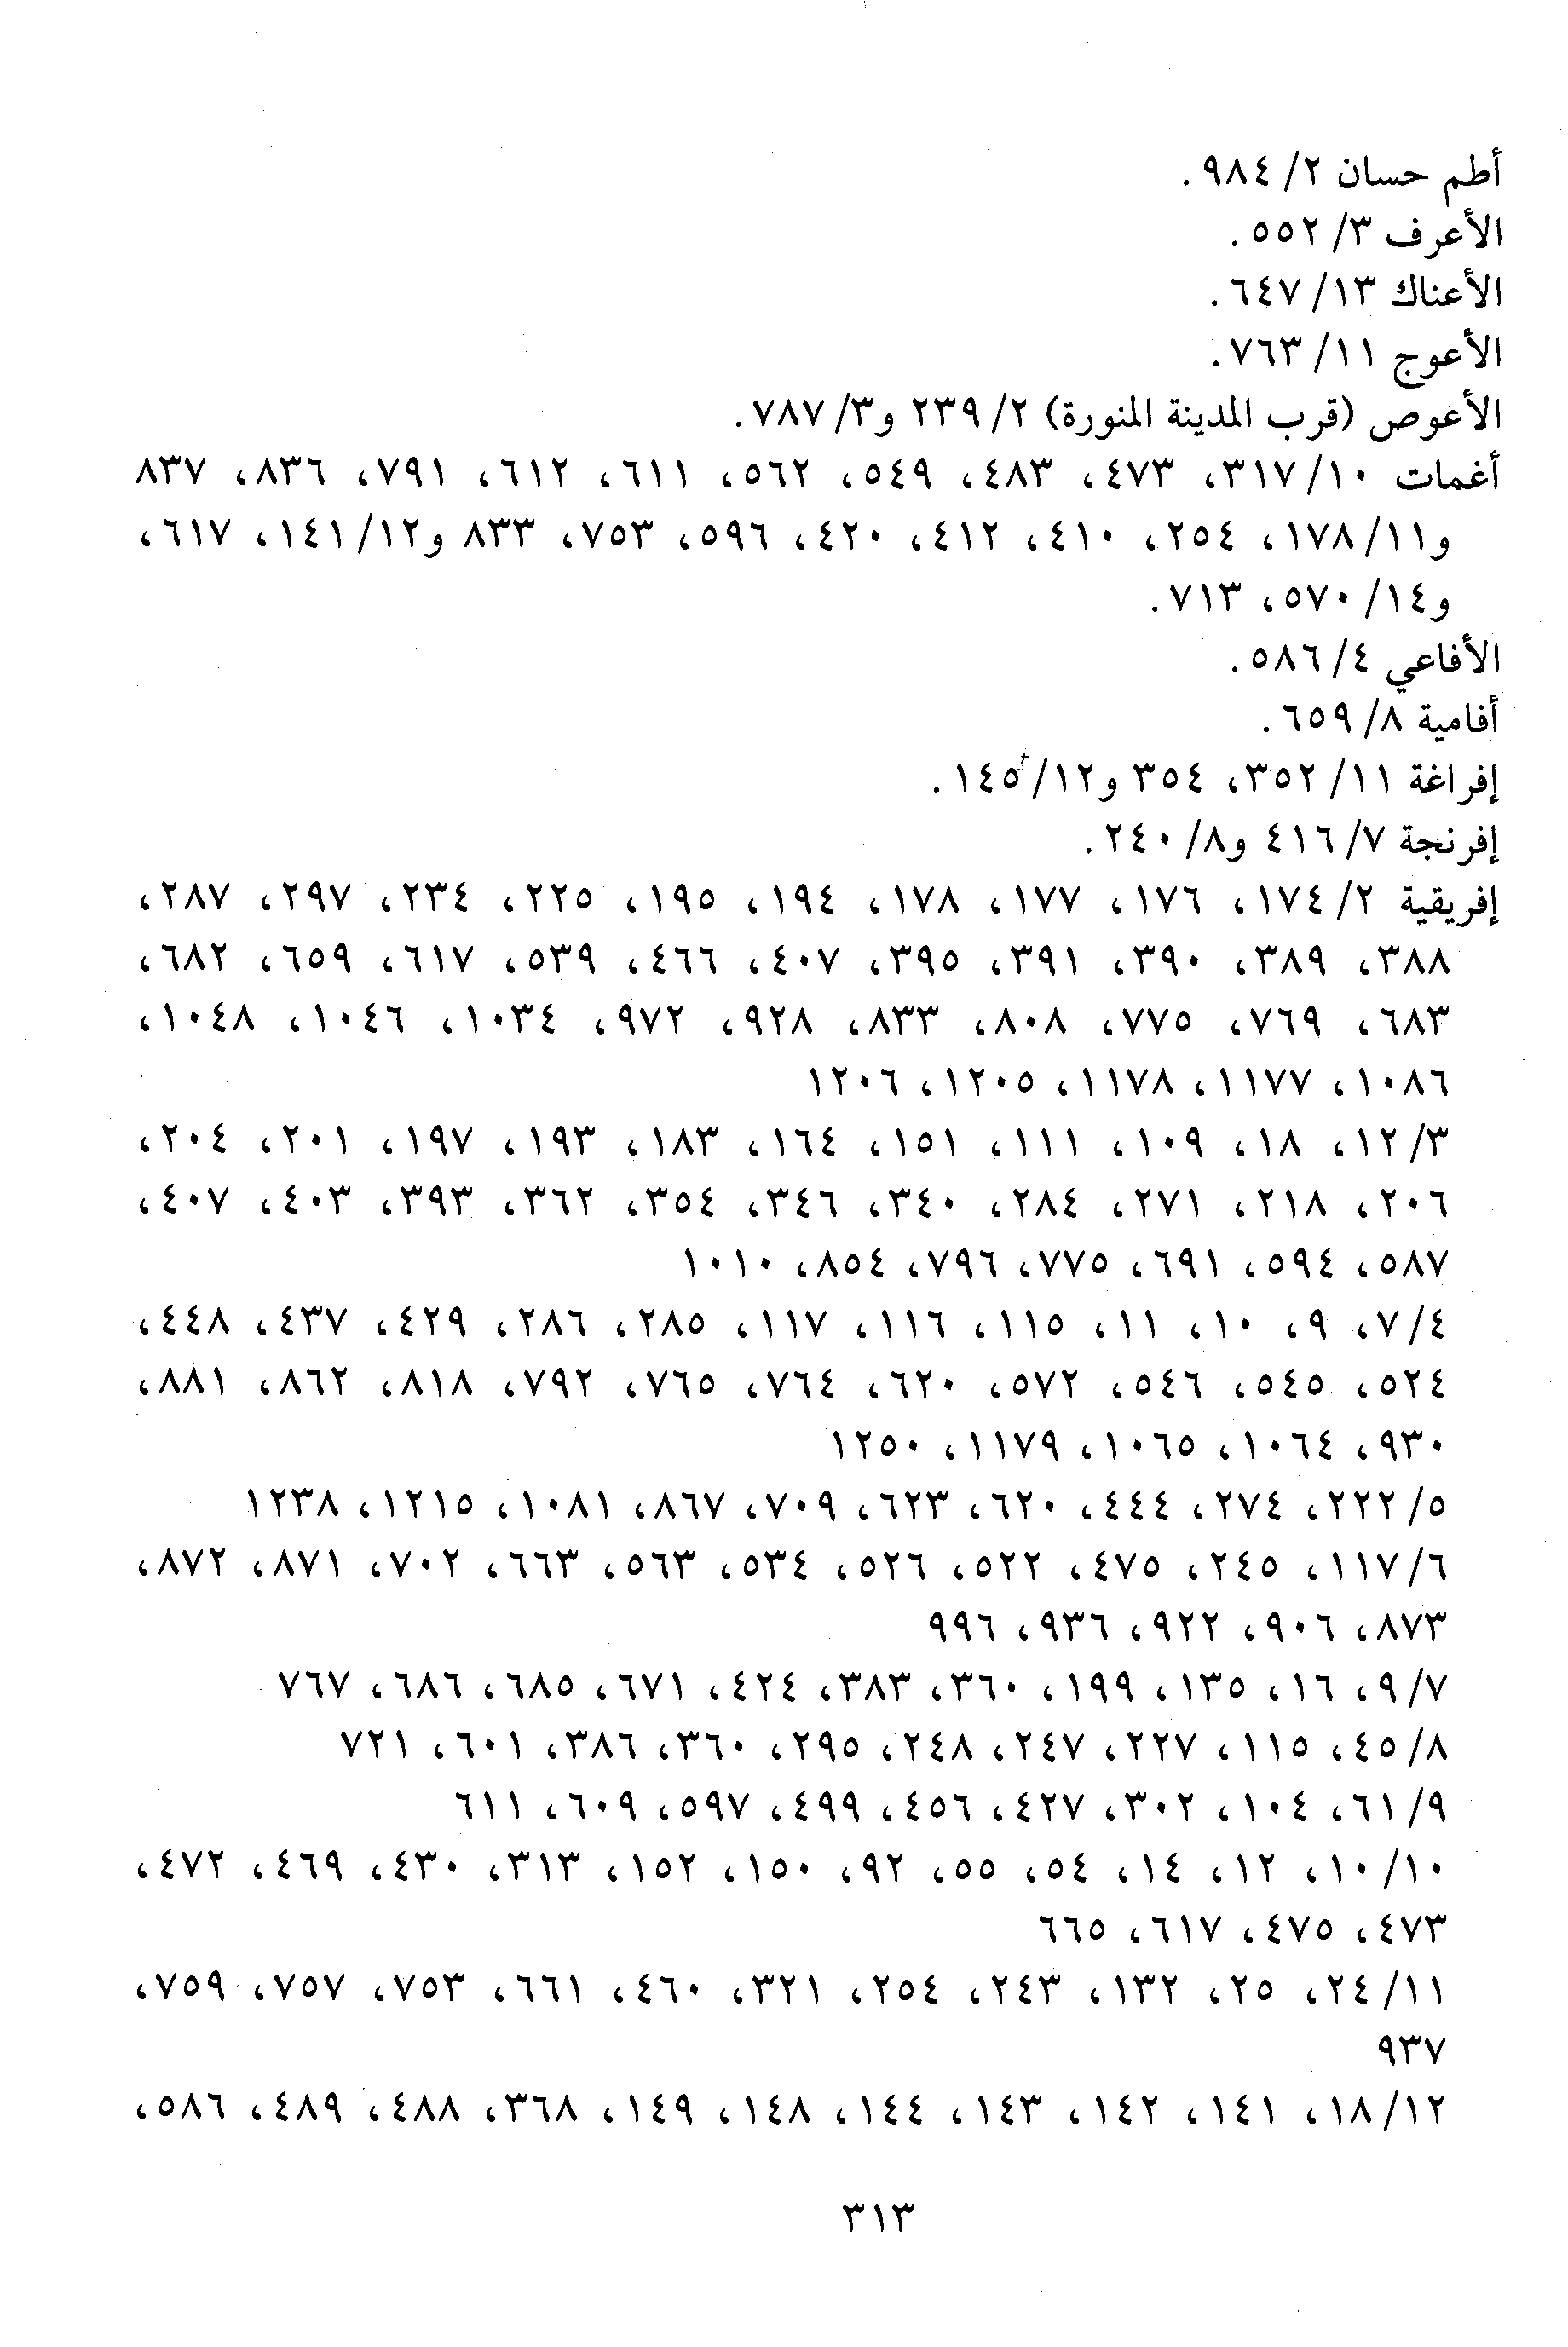 أطم حسان ٢/ ٩٨٤.
الأعرف ٣/ ٥٥٢.
الأعناك ١٣/ ٦٤٧.
الأعوج ١١/ ٧٦٣.
الأعوص (قرب المدينة المنورة) ٢/ ٢٣٩ و٣/ ٧٨٧.
أغمات ١٠/ ٣١٧، ٤٧٣، ٤٨٣، ٥٤٩، ٥٦٢، ٦١١، ٦١٢، ٧٩١، ٨٣٦، ٨٣٧
و١١/ ١٧٨، ٢٥٤، ٤١٠، ٤١٢، ٤٢٠، ٥٩٦، ٧٥٣، ٨٣٣ و١٢/ ١٤١، ٦١٧،
و١٤/ ٥٧٠، ٧١٣.
الأفاعي ٤/ ٥٨٦.
أفامية ٨/ ٦٥٩.
إفراغة ١١/ ٣٥٢، ٣٥٤ و١٢/ ١٤٥.
إفرنجة ٧/ ٤١٦ و٨/ ٢٤٠.
إفريقية ٢/ ١٧٤، ١٧٦، ١٧٧، ١٧٨، ١٩٤، ١٩٥، ٢٢٥، ٢٣٤، ٢٩٧، ٢٨٧،
٣٨٨، ٣٨٩، ٣٩٠، ٣٩١، ٣٩٥، ٤٠٧، ٤٦٦، ٥٣٩، ٦١٧، ٦٥٩، ٦٨٢،
٦٨٣، ٧٦٩، ٧٧٥، ٨٠٨، ٨٣٣، ٩٢٨، ٩٧٢، ١٠٣٤، ١٠٤٦، ١٠٤٨،
١٠٨٦، ١١٧٧، ١١٧٨، ١٢٠٥، ١٢٠٦
٣/ ١٢، ١٨، ١٠٩، ١١١، ١٥١، ١٦٤، ١٨٣، ١٩٣، ١٩٧، ٢٠١، ٢٠٤،
٢٠٦، ٢١٨، ٢٧١، ٢٨٤، ٣٤٠، ٣٤٦، ٣٥٤، ٣٦٢، ٣٩٣، ٤٠٣، ٤٠٧،
٥٨٧، ٥٩٤، ٦٩١، ٧٧٥، ٧٩٦، ٨٥٤، ١٠١٠
٤/ ٧، ٩، ١٠، ١١، ١١٥، ١١٦، ١١٧، ٢٨٥، ٢٨٦، ٤٢٩، ٤٣٧، ٤٤٨،
٥٢٤، ٥٤٥، ٥٤٦، ٥٧٢، ٦٢٠، ٧٦٤، ٧٦٥، ٧٩٢، ٨١٨، ٨٦٢، ٨٨١،
٩٣٠، ١٠٦٤، ١٠٦٥، ١١٧٩، ١٢٥٠
٥/ ٢٢٢، ٢٧٤، ٤٤٤، ٦٢٠، ٦٢٣، ٧٠٩، ٨٦٧، ١٠٨١، ١٢١٥، ١٢٣٨
٦/ ١١٧، ٢٤٥، ٤٧٥، ٥٢٢، ٥٢٦، ٥٣٤، ٥٦٣، ٦٦٣، ٧٠٢، ٨٧١، ٨٧٢،
٨٧٣، ٩٠٦، ٩٢٢، ٩٣٦، ٩٩٦
٧/ ٩، ١٦، ١٣٥، ١٩٩، ٣٦٠، ٣٨٣، ٤٢٤، ٦٧١، ٦٨٥، ٦٨٦، ٧٦٧
٨/ ٤٥، ١١٥، ٢٢٧، ٢٤٧، ٢٤٨، ٢٩٥، ٣٦٠، ٣٨٦، ٦٠١، ٧٢١
٩/ ٦١، ١٠٤، ٣٠٢، ٤٢٧، ٤٥٦، ٤٩٩، ٥٩٧، ٦٠٩، ٦١١
١٠/ ١٠، ١٢، ١٤، ٥٤، ٥٥، ٩٢، ١٥٠، ١٥٢، ٣١٣، ٤٣٠، ٤٦٩، ٤٧٢،
٤٧٣، ٤٧٥، ٦١٧، ٦٦٥
١١/ ٢٤، ٢٥، ١٣٢، ٢٤٣، ٢٥٤، ٣٢١، ٤٦٠، ٦٦١، ٧٥٣، ٧٥٧، ٧٥٩،
٩٣٧
١٢/ ١٨، ١٤١، ١٤٢، ١٤٣، ١٤٤، ١٤٨، ١٤٩، ٣٦٨، ٤٨٨، ٤٨٩، ٥٨٦،
٣١٣